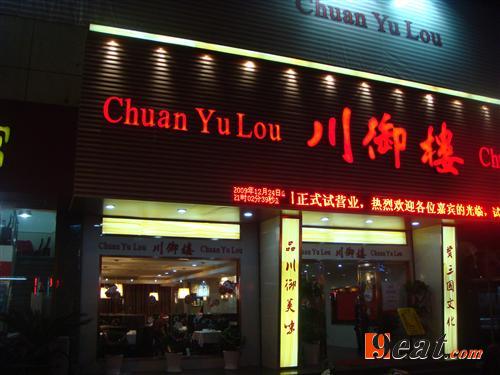 Chuan Yu Lou
Chuan Yu Lou 川御楼 Ch
2009年12月24日
21时02分39秒
正式试营业，热烈欢迎各位嘉宾的光临，试
Chuan Yu Lou 川御楼 Chuan Yu Lou
川御楼
品川御美味
赏三国文化
9eat.com